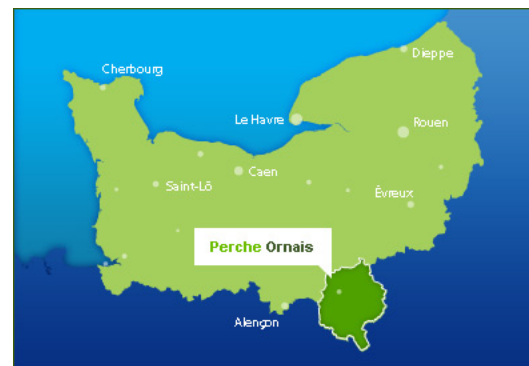 Dieppe
Cherbourg
Le Havre
Rouen
Caen
Saint-Lô
Évreux
Perche Ornais
Alençon